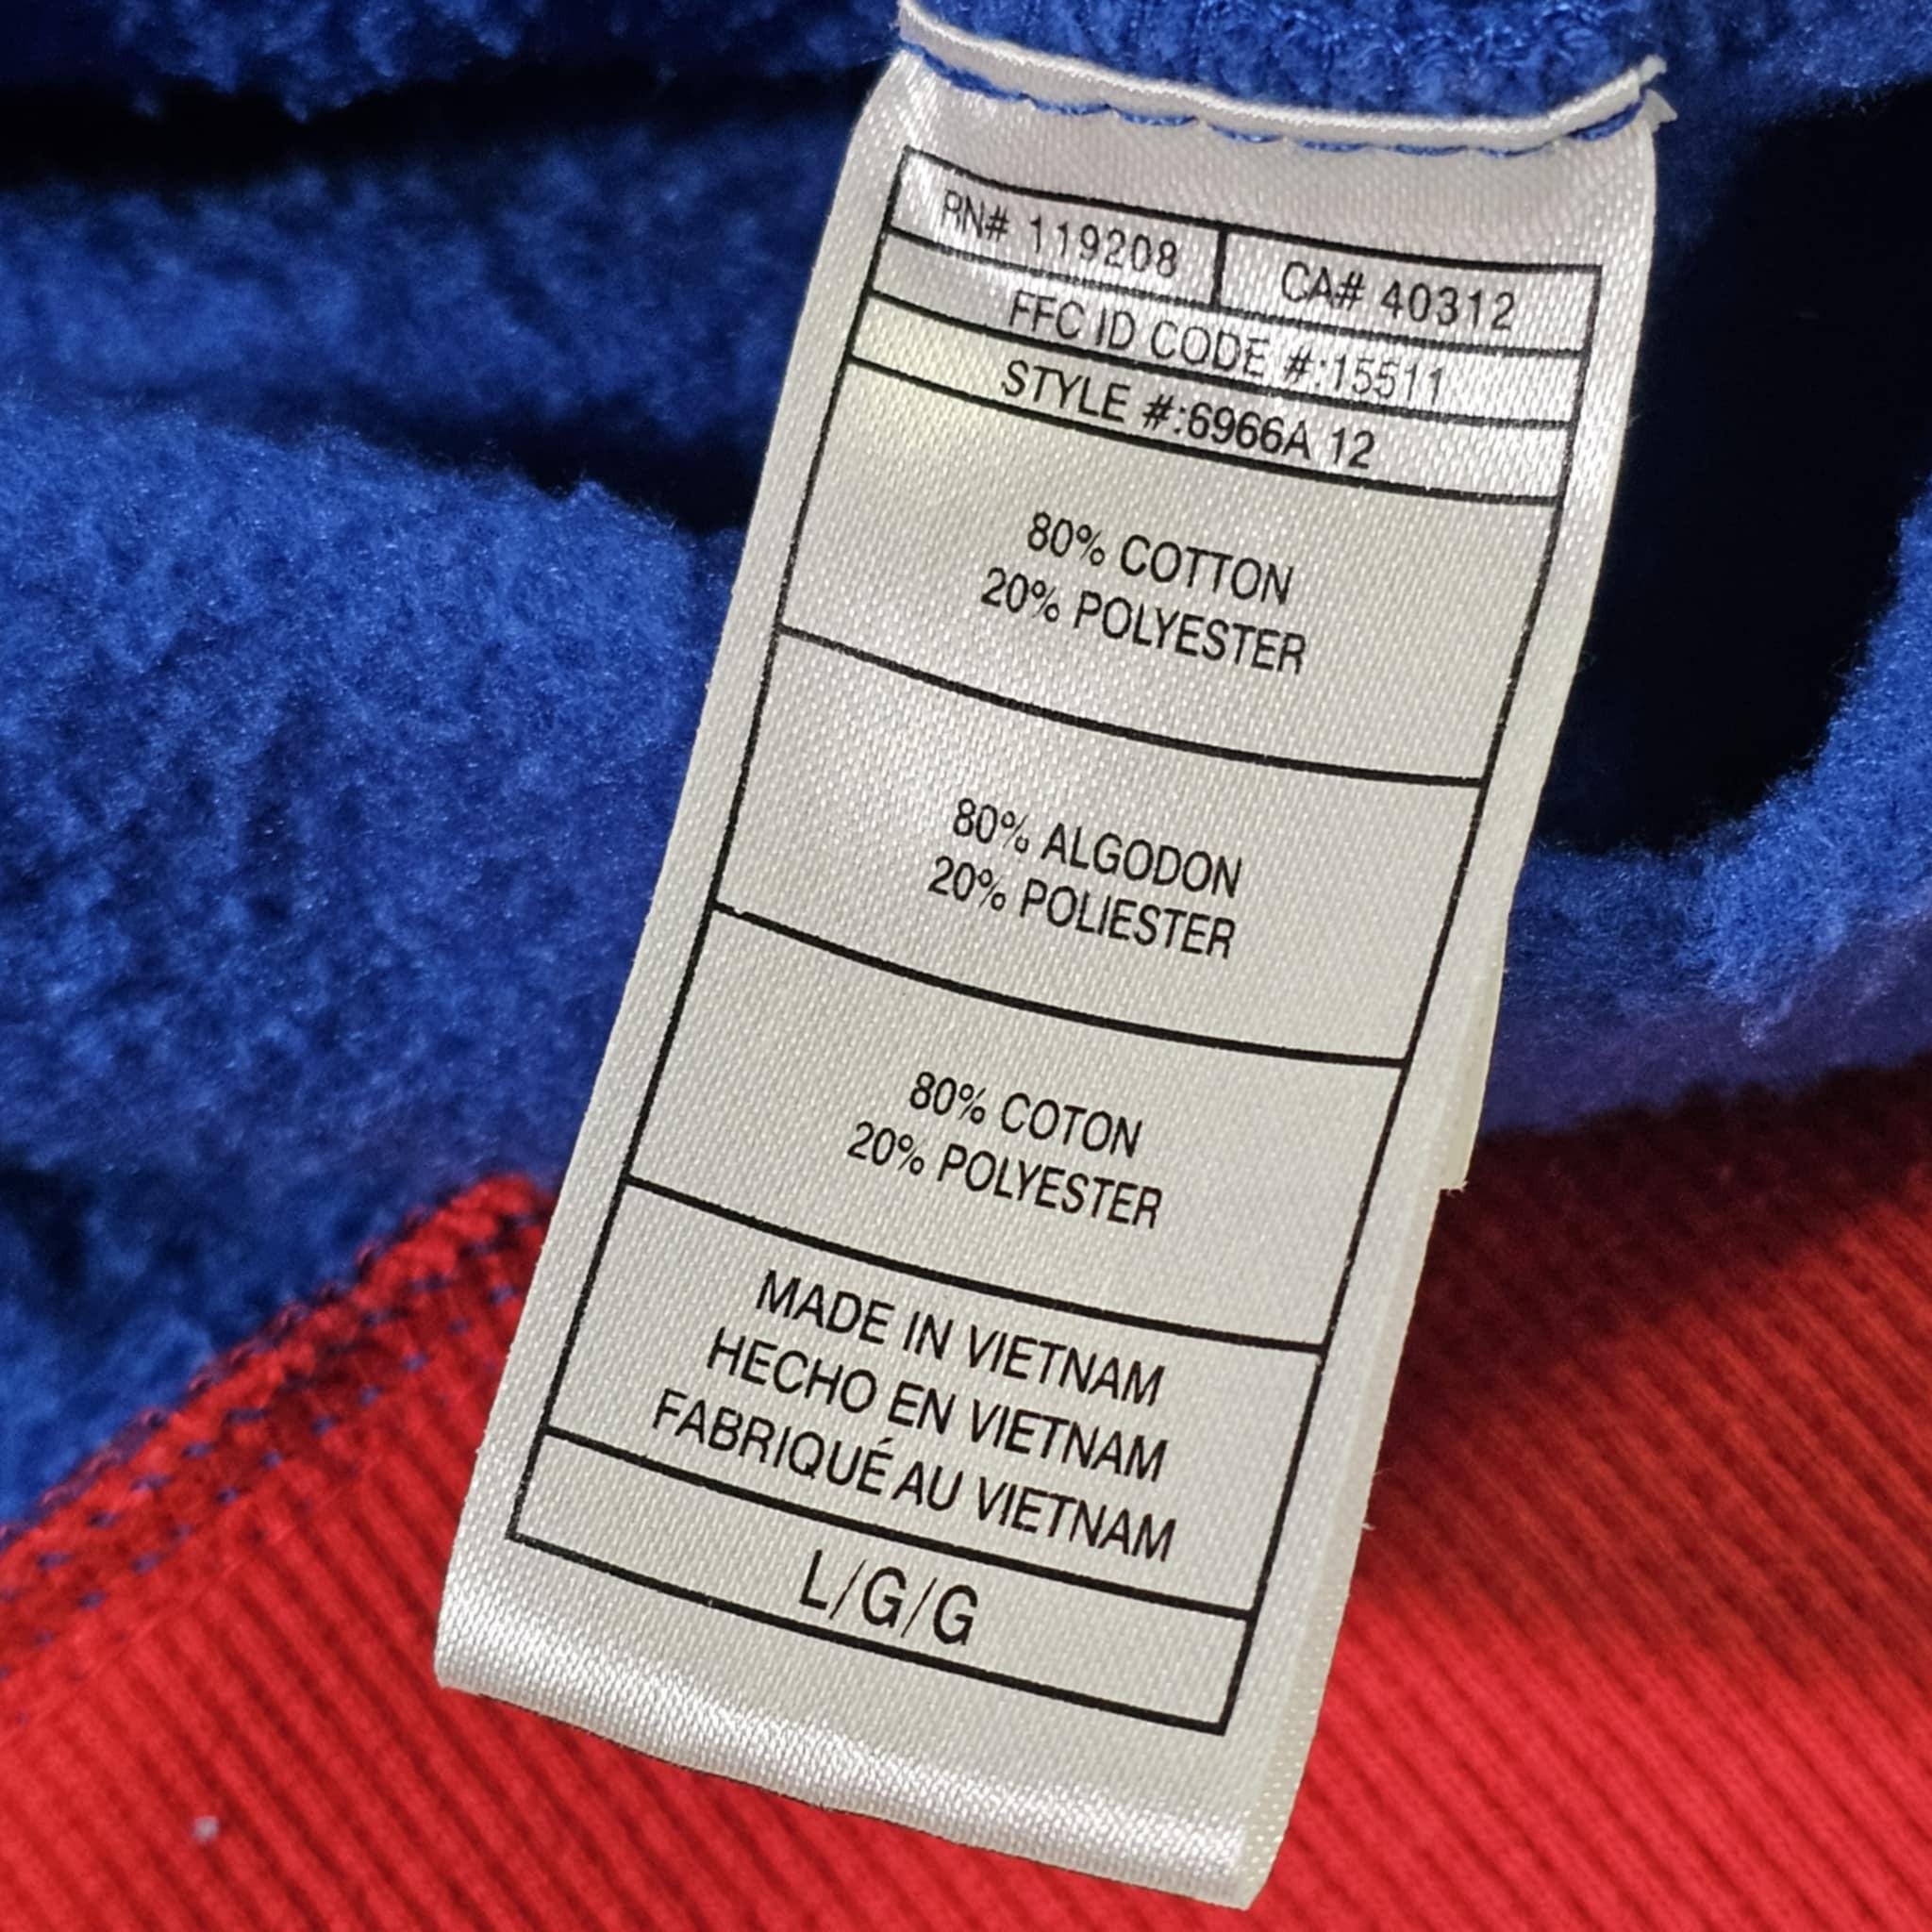 RN# 119208 CA# 40312
FFC ID CODE #:15511
STYLE #:6966A 12
80% COTTON
20% POLYESTER
80% ALGODON
20% POLIESTER
80% COTON
20% POLYESTER
MADE IN VIETNAM
HECHO EN VIETNAM
FABRIQUÉ AU VIETNAM
L/G/G